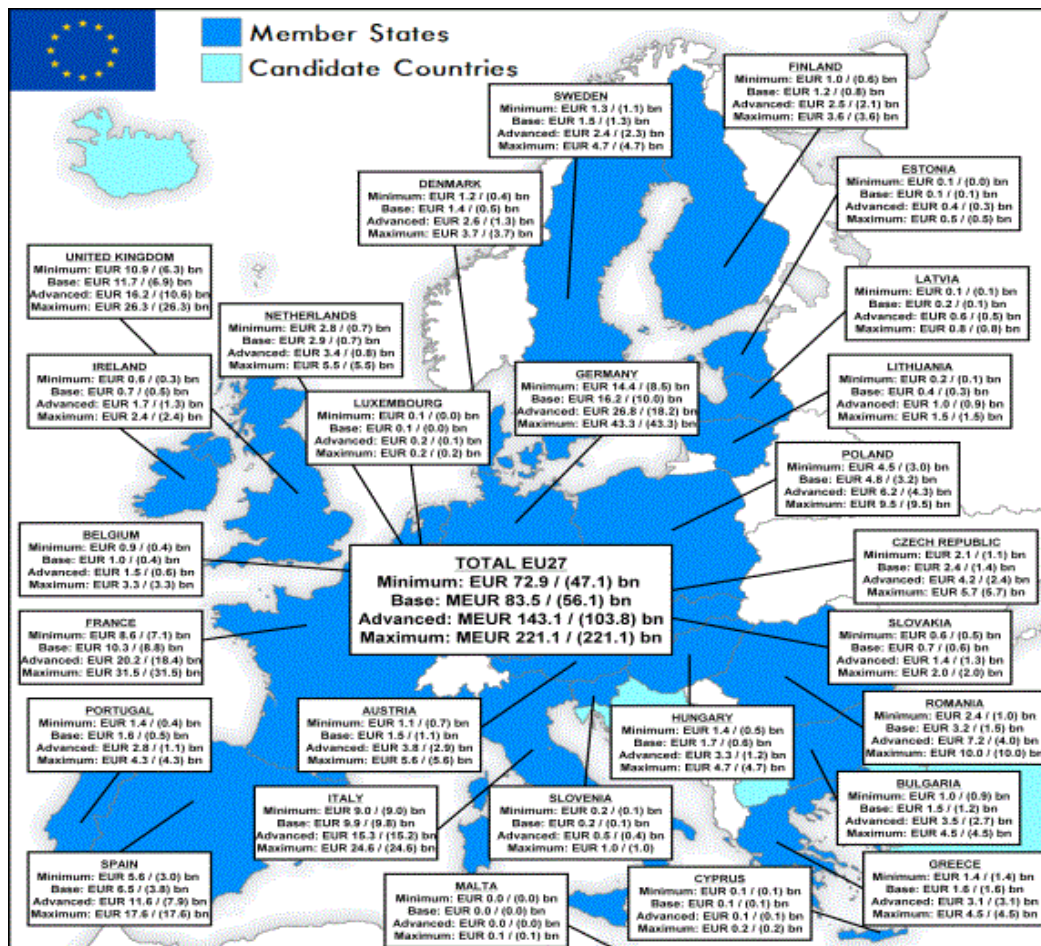 Member States
Candidate Countries
FINLAND
Minimum: EUR 1.0 / (0.6) bn
Base: EUR 1.2 / (0.8) bn
Advanced: EUR 2.5 / (2.1) bn
Maximum: EUR 3.6 / (3.6) bn
SWEDEN
Minimum: EUR 1.3 / (1.1) bn
Base: EUR 1.5 / (1.3) bn
Advanced: EUR 2.4 / (2.3) bn
Maximum: EUR 4.7 / (4.7) bn
ESTONIA
Minimum: EUR 0.1 / (0.0) bn
Base: EUR 0.1 / (0.1) bn
Advanced: EUR 0.4 / (0.3) bn
Maximum: EUR 0.5 / (0.5) bn
DENMARK
Minimum: EUR 1.2 / (0.4) bn
Base: EUR 1.4 / (0.5) bn
Advanced: EUR 2.6 / (1.3) bn
Maximum: EUR 3.7 / (3.7) bn
UNITED KINGDOM
Minimum: EUR 10.9 / (6.3) bn
Base: EUR 11.7 / (6.9) bn
Advanced: EUR 16.2 / (10.6) bn
Maximum: EUR 26.3 / (26.3) bn
LATVIA
Minimum: EUR 0.1 / (0.1) bn
Base: EUR 0.2 / (0.1) bn
Advanced: EUR 0.6 / (0.5) bn
Maximum: EUR 0.8 / (0.8) bn
NETHERLANDS
Minimum: EUR 2.8 / (0.7) bn
Base: EUR 2.9 / (0.7) bn
Advanced: EUR 3.4 / (0.8) bn
Maximum: EUR 5.5 / (5.5) bn
IRELAND
Minimum: EUR 0.6 / (0.3) bn
Base: EUR 0.7 / (0.5) bn
Advanced: EUR 1.7 / (1.3) bn
Maximum: EUR 2.4 / (2.4) bn
GERMANY
Minimum: EUR 14.4 / (8.5) bn
Base: EUR 16.2 / (10.0) bn
Advanced: EUR 26.8 / (18.2) bn
Maximum: EUR 43.3 / (43.3) bn
LITHUANIA
Minimum: EUR 0.2 / (0.1) bn
Base: EUR 0.4 / (0.3) bn
Advanced: EUR 1.0 / (0.9) bn
Maximum: EUR 1.5 / (1.5) bn
LUXEMBOURG
Minimum: EUR 0.1 / (0.0) bn
Base: EUR 0.1 / (0.0) bn
Advanced: EUR 0.2 / (0.1) bn
Maximum: EUR 0.2 / (0.2) bn
POLAND
Minimum: EUR 4.5 / (3.0) bn
Base: EUR 4.8 / (3.2) bn
Advanced: EUR 6.2 / (4.3) bn
Maximum: EUR 9.5 / (9.5) bn
BELGIUM
Minimum: EUR 0.9 / (0.4) bn
Base: EUR 1.0 / (0.4) bn
Advanced: EUR 1.5 / (0.6) bn
Maximum: EUR 3.3 / (3.3) bn
TOTAL EU27
Minimum: EUR 72.9 / (47.1) bn
Base: MEUR 83.5 / (56.1) bn
Advanced: MEUR 143.1 / (103.8) bn
Maximum: MEUR 221.1 / (221.1) bn
CZECH REPUBLIC
Minimum: EUR 2.1 / (1.1) bn
Base: EUR 2.4 / (1.4) bn
Advanced: EUR 4.2 / (2.4) bn
Maximum: EUR 5.7 (5.7) bn
FRANCE
Minimum: EUR 8.6 / (7.1) bn
Base: EUR 10.3 / (8.8) bn
Advanced: EUR 20.2 / (18.4) bn
Maximum: EUR 31.5 / (31.5) bn
SLOVAKIA
Minimum: EUR 0.6 / (0.5) bn
Base: EUR 0.7 / (0.6) bn
Advanced: EUR 1.4 / (1.3) bn
Maximum: EUR 2.0 / (2.0) bn
PORTUGAL
Minimum: EUR 1.4 / (0.4) bn
Base: EUR 1.6 / (0.5) bn
Advanced: EUR 2.8 / (1.1) bn
Maximum: EUR 4.3 / (4.3) bn
AUSTRIA
Minimum: EUR 1.1 / (0.7) bn
Base: EUR 1.5 / (1.1) bn
Advanced: EUR 3.8 / (2.9) bn
Maximum: EUR 5.6 / (5.6) bn
HUNGARY
Minimum: EUR 1.4 / (0.5) bn
Base: EUR 1.7 / (0.6) bn
Advanced: EUR 3.3 / (1.2) bn
Maximum: EUR 4.7 / (4.7) bn
ROMANIA
Minimum: EUR 2.4 / (1.0) bn
Base: EUR 3.2 / (1.5) bn
Advanced: EUR 7.2 / (4.0) bn
Maximum: EUR 10.0 / (10.0) bn
BULGARIA
Minimum: EUR 1.0 / (0.9) bn
Base: EUR 1.5 / (1.2) bn
Advanced: EUR 3.5 / (2.7) bn
Maximum: EUR 4.5 / (4.5) bn
ITALY
Minimum: EUR 9.0 / (9.0) bn
Base: EUR 9.9 / (9.8) bn
Advanced: EUR 15.3 / (15.2) bn
Maximum: EUR 24.6 / (24.6) bn
SLOVENIA
Minimum: EUR 0.2 / (0.1) bn
Base: EUR 0.2 / (0.1) bn
Advanced: EUR 0.5 / (0.4) bn
Maximum: EUR 1.0 / (1.0)
SPAIN
Minimum: EUR 5.6 / (3.0) bn
Base: EUR 6.5 / (3.8) bn
Advanced: EUR 11.6 / (7.9) bn
Maximum: EUR 17.6 / (17.6) bn
GREECE
Minimum: EUR 1.4 / (1.4) bn
Base: EUR 1.6 / (1.6) bn
Advanced: EUR 3.1 / (3.1) bn
Maximum: EUR 4.5 / (4.5) bn
CYPRUS
Minimum: EUR 0.1 / (0.1) bn
Base: EUR 0.1 / (0.1) bn
Advanced: EUR 0.1 / (0.1) bn
Maximum: EUR 0.2 / (0.2) bn
MALTA
Minimum: EUR 0.0 / (0.0) bn
Base: EUR 0.0 / (0.0) bn
Advanced: EUR 0.0 / (0.0) bn
Maximum: EUR 0.1 / (0.1) bn